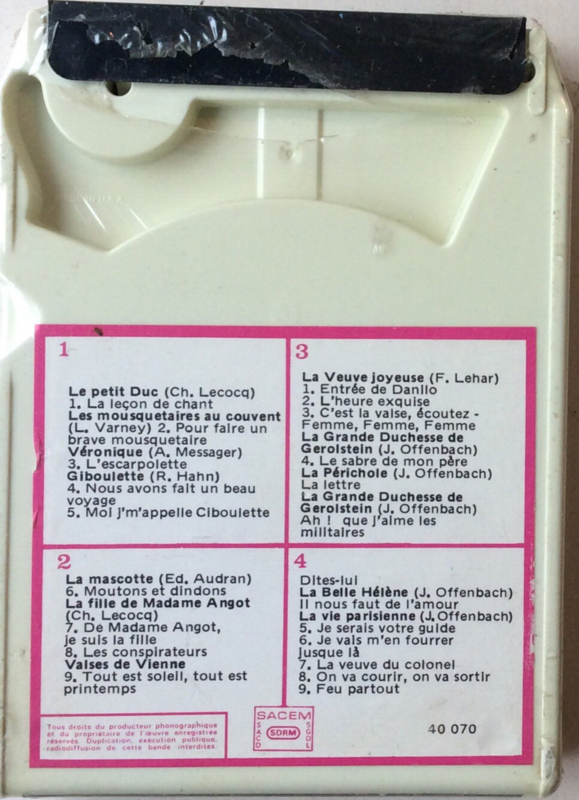 1
Le petit Duc (Ch. Lecocq)
1. La leçon de chant
Les mousquetaires au couvent
(L. Varney) 2. Pour faire un
brave mousquetaire
Véronique (A. Messager)
3. L'escarpolette
Giboulette (R. Hahn)
4. Nous avons fait un beau
voyage
5. Moi j'm'appelle Ciboulette
2
La mascotte (Ed. Audran)
6. Moutons et dindons
La fille de Madame Angot
(Ch. Lecocq)
7. De Madame Angot,
je suis la fille
8. Les conspirateurs
Valses de Vienne
9. Tout est soleil, tout est
printemps
3
La Veuve joyeuse (F. Lehar)
1. Entrée de Danilo
2. L'heure exquise
3. C'est la valse, écoutez -
Femme, Femme, Femme
La Grande Duchesse de
Gerolstein (J. Offenbach)
4. Le sabre de mon père
La Périchole (J. Offenbach)
La lettre
La Grande Duchesse de
Gerolstein (J. Offenbach)
Ah ! que j'aime les
militaires
4
Dites-lui
La Belle Hélène (J. Offenbach)
Il nous faut de l'amour
La vie parisienne (J. Offenbach)
5. Je serais votre guide
6. Je vais m'en fourrer
jusque là
7. La veuve du colonel
8. On va courir, on va sortir
9. Feu partout
Tous droits du producteur phonographique
et du propriétaire de l'œuvre enregistrée
réservés. Duplication, exécution publique,
radiodiffusion de cette bande interdites.
SACEM
SACD
SDRM
SGDL
40 070